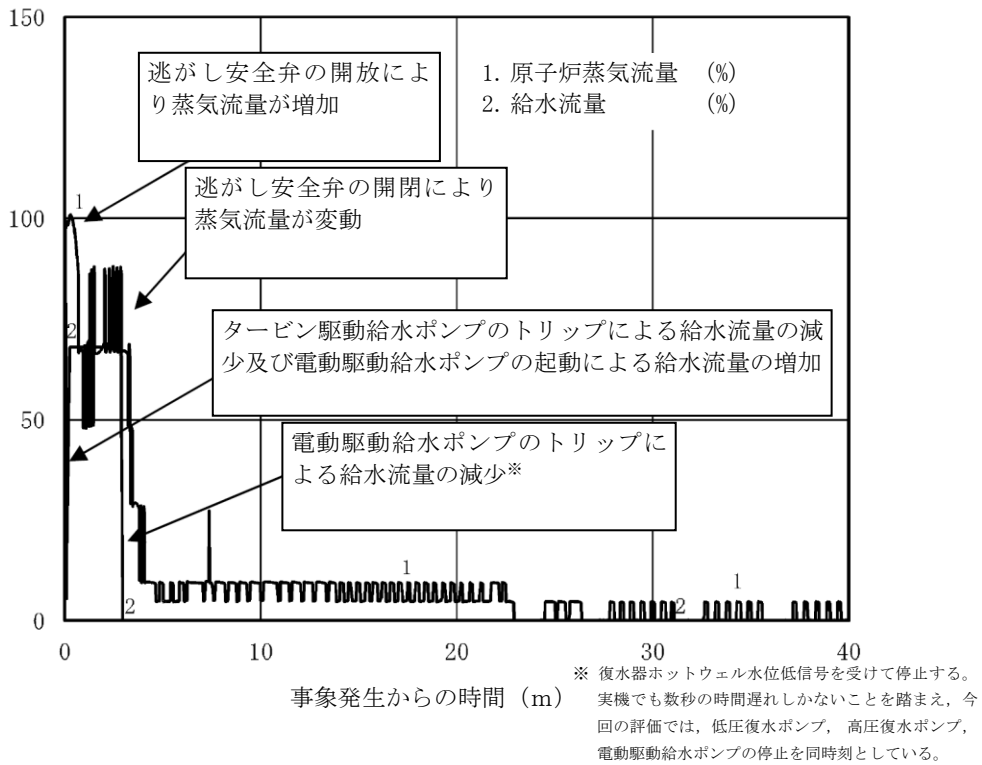 150
逃がし安全弁の開放によ
り蒸気流量が増加
1. 原子炉蒸気流量 (%)
2. 給水流量 (%)
1
逃がし安全弁の開閉により
蒸気流量が変動
100
2
タービン駆動給水ポンプのトリップによる給水流量の減
少及び電動駆動給水ポンプの起動による給水流量の増加
50
電動駆動給水ポンプのトリップに
よる給水流量の減少※
1
2
2
1
0
0 10 20 30 40
事象発生からの時間（m）
※ 復水器ホットウェル水位低信号を受けて停止する。
実機でも数秒の時間遅れしかないことを踏まえ，今
回の評価では，低圧復水ポンプ， 高圧復水ポンプ，
電動駆動給水ポンプの停止を同時刻としている。